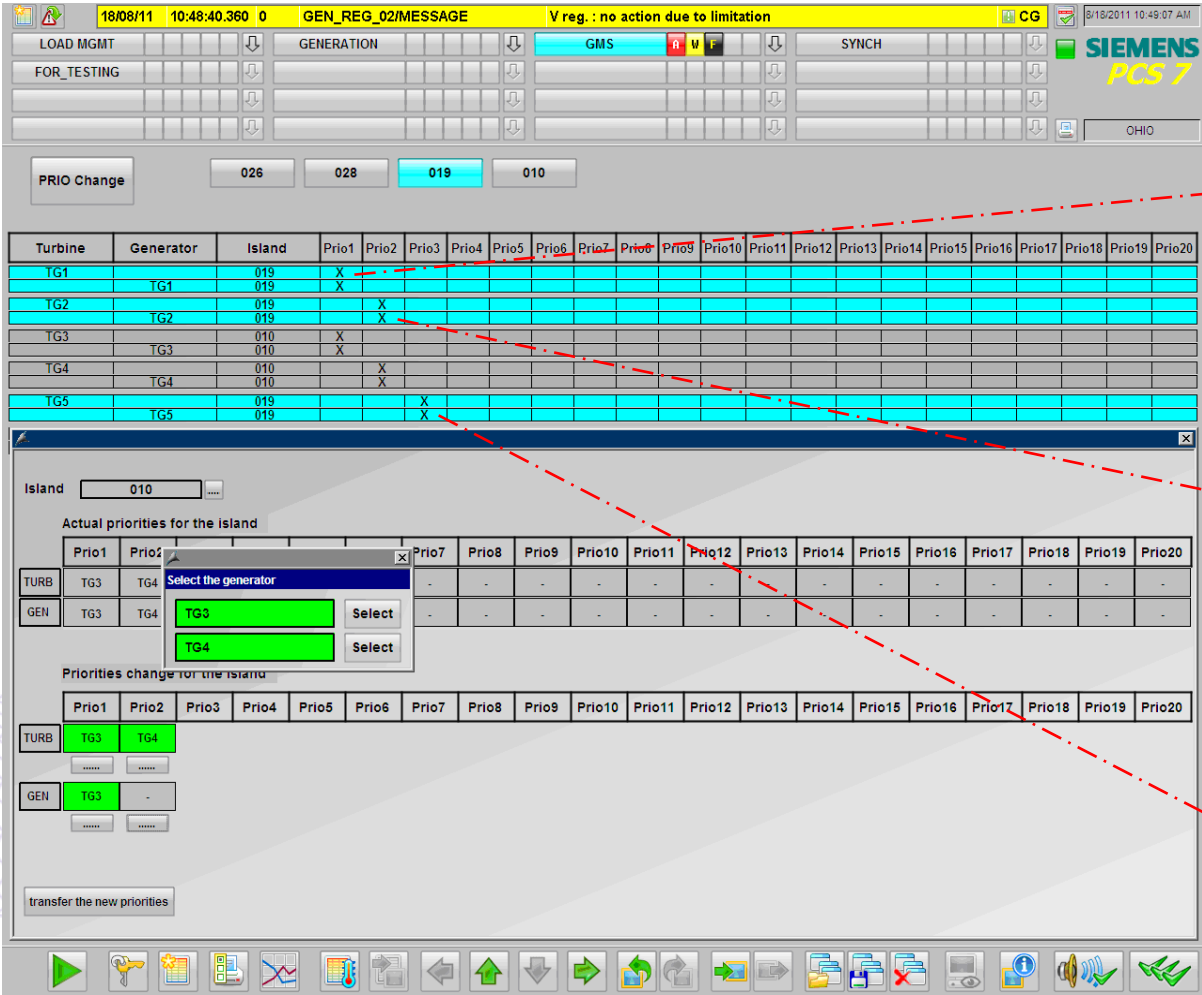 18/08/11 10:48:40.360 0 GEN_REG_02/MESSAGE V reg. : no action due to limitation CG 8/18/2011 10:49:07 AM
LOAD MGMT GENERATION GMS A W F SYNCH
SIEMENS
FOR_TESTING
PCS 7
OHIO
PRIO Change 026 028 019 010
Turbine Generator Island Prio1 Prio2 Prio3 Prio4 Prio5 Prio6 Prio7 Prio8 Prio9 Prio10 Prio11 Prio12 Prio13 Prio14 Prio15 Prio16 Prio17 Prio18 Prio19 Prio20
TG1 019 X
TG1 019 X
TG2 019 X
TG2 019 X
TG3 010 X
TG3 010 X
TG4 010 X
TG4 010 X
TG5 019 X
TG5 019 X
Island 010 ....
Actual priorities for the island
Prio1 Prio2 Prio7 Prio8 Prio9 Prio10 Prio11 Prio12 Prio13 Prio14 Prio15 Prio16 Prio17 Prio18 Prio19 Prio20
TURB TG3 TG4 - - - - - - - - - - - - - -
GEN TG3 TG4 - - - - - - - - - - - - - -
Select the generator
TG3 Select
TG4 Select
Priorities change for the island
Prio1 Prio2 Prio3 Prio4 Prio5 Prio6 Prio7 Prio8 Prio9 Prio10 Prio11 Prio12 Prio13 Prio14 Prio15 Prio16 Prio17 Prio18 Prio19 Prio20
TURB TG3 TG4
...... ......
GEN TG3 -
...... ......
transfer the new priorities